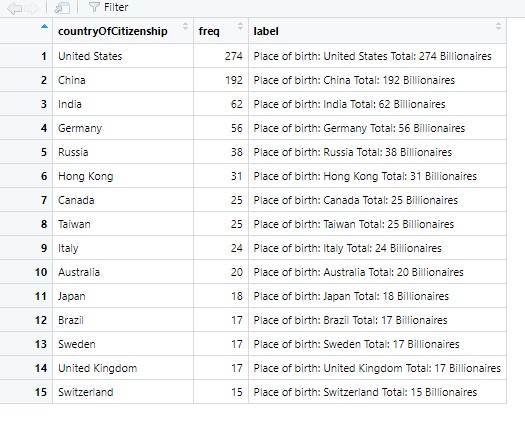 Filter
countryOfCitizenship freq label
1 United States 274 Place of birth: United States Total: 274 Billionaires
2 China 192 Place of birth: China Total: 192 Billionaires
3 India 62 Place of birth: India Total: 62 Billionaires
4 Germany 56 Place of birth: Germany Total: 56 Billionaires
5 Russia 38 Place of birth: Russia Total: 38 Billionaires
6 Hong Kong 31 Place of birth: Hong Kong Total: 31 Billionaires
7 Canada 25 Place of birth: Canada Total: 25 Billionaires
8 Taiwan 25 Place of birth: Taiwan Total: 25 Billionaires
9 Italy 24 Place of birth: Italy Total: 24 Billionaires
10 Australia 20 Place of birth: Australia Total: 20 Billionaires
11 Japan 18 Place of birth: Japan Total: 18 Billionaires
12 Brazil 17 Place of birth: Brazil Total: 17 Billionaires
13 Sweden 17 Place of birth: Sweden Total: 17 Billionaires
14 United Kingdom 17 Place of birth: United Kingdom Total: 17 Billionaires
15 Switzerland 15 Place of birth: Switzerland Total: 15 Billionaires